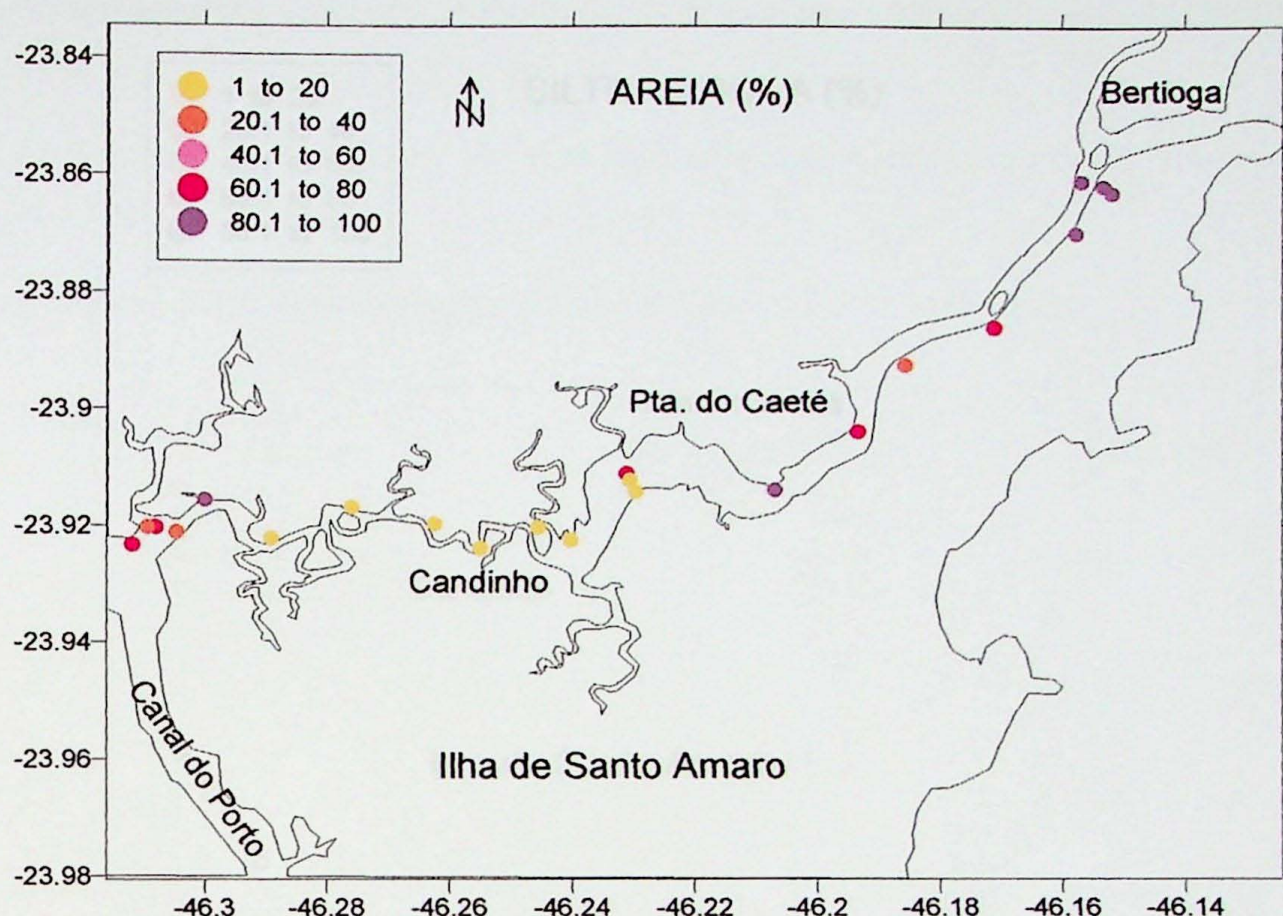 AREIA (%)
N
1 to 20
20.1 to 40
40.1 to 60
60.1 to 80
80.1 to 100
Bertioga
Pta. do Caeté
Candinho
Canal do Porto
Ilha de Santo Amaro
-23.84
-23.86
-23.88
-23.9
-23.92
-23.94
-23.96
-23.98
-46.3
-46.28
-46.26
-46.24
-46.22
-46.2
-46.18
-46.16
-46.14